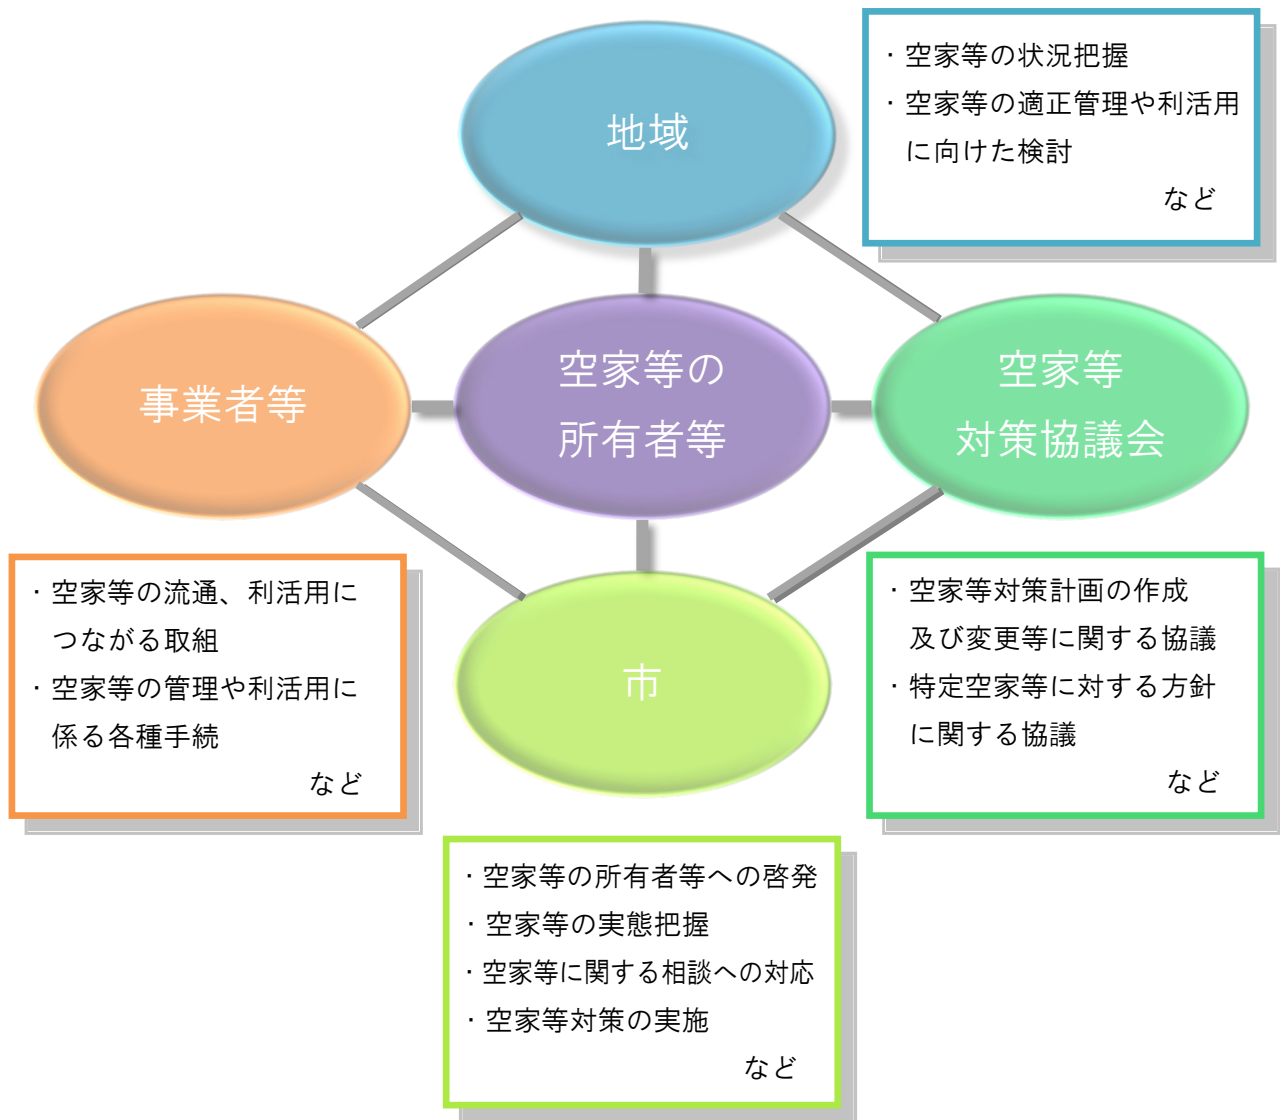 地域
・空家等の状況把握
・空家等の適正管理や利活用
に向けた検討
など
事業者等
空家等の
所有者等
空家等
対策協議会
・空家等の流通、利活用に
つながる取組
・空家等の管理や利活用に
係る各種手続
など
市
・空家等対策計画の作成
及び変更等に関する協議
・特定空家等に対する方針
に関する協議
など
・空家等の所有者等への啓発
・空家等の実態把握
・空家等に関する相談への対応
・空家等対策の実施
など